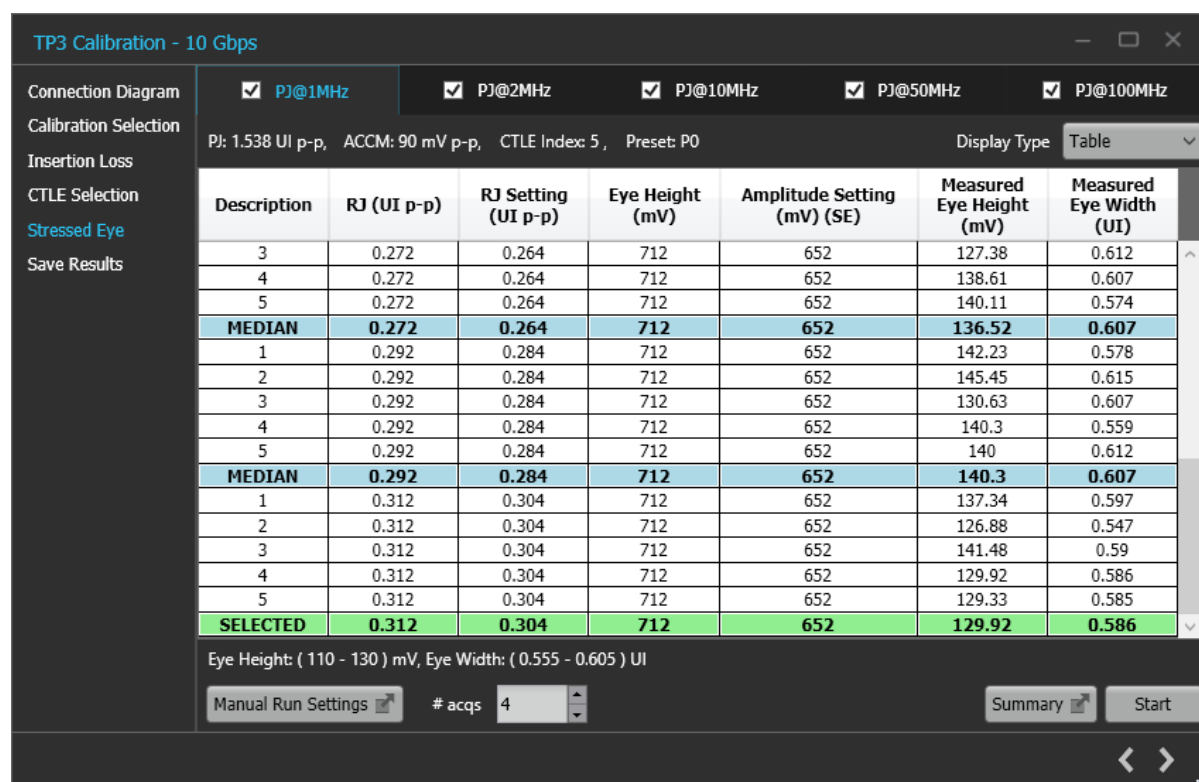 TP3 Calibration - 10 Gbps
Connection Diagram
Calibration Selection
Insertion Loss
CTLE Selection
Stressed Eye
Save Results
PJ@1MHz PJ@2MHz PJ@10MHz PJ@50MHz PJ@100MHz
PJ: 1.538 UI p-p, ACCM: 90 mV p-p, CTLE Index: 5 , Preset: P0 Display Type Table
Description RJ (UI p-p) RJ Setting (UI p-p) Eye Height (mV) Amplitude Setting (mV) (SE) Measured Eye Height (mV) Measured Eye Width (UI)
3 0.272 0.264 712 652 127.38 0.612
4 0.272 0.264 712 652 138.61 0.607
5 0.272 0.264 712 652 140.11 0.574
MEDIAN 0.272 0.264 712 652 136.52 0.607
1 0.292 0.284 712 652 142.23 0.578
2 0.292 0.284 712 652 145.45 0.615
3 0.292 0.284 712 652 130.63 0.607
4 0.292 0.284 712 652 140.3 0.559
5 0.292 0.284 712 652 140 0.612
MEDIAN 0.292 0.284 712 652 140.3 0.607
1 0.312 0.304 712 652 137.34 0.597
2 0.312 0.304 712 652 126.88 0.547
3 0.312 0.304 712 652 141.48 0.59
4 0.312 0.304 712 652 129.92 0.586
5 0.312 0.304 712 652 129.33 0.585
SELECTED 0.312 0.304 712 652 129.92 0.586
Eye Height: ( 110 - 130 ) mV, Eye Width: ( 0.555 - 0.605 ) UI
Manual Run Settings # acqs 4 Summary Start